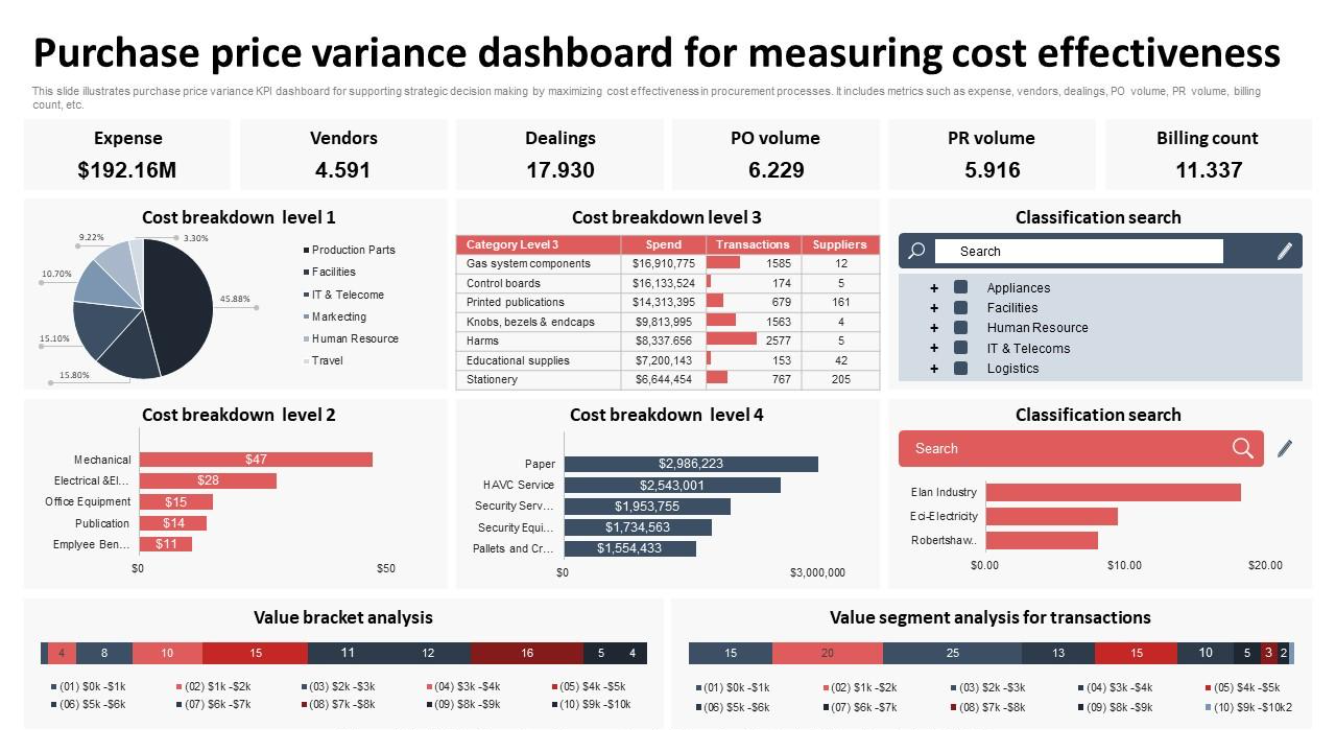 Purchase price variance dashboard for measuring cost effectiveness
This slide illustrates purchase price variance KPI dashboard for supporting strategic decision making by maximizing cost effectiveness in procurement processes. It includes metrics such as expense, vendors, dealings, PO volume, PR volume, billing
count, etc.
Expense
$192.16M
Vendors
4.591
Dealings
17.930
PO volume
6.229
PR volume
5.916
Billing count
11.337
Cost breakdown level 1
9.22%
3.30%
10.70%
45.88%
15.10%
15.80%
Production Parts
Facilities
IT & Telecome
Markecting
Human Resource
Travel
Cost breakdown level 3
Category Level 3 Spend Transactions Suppliers
Gas system components $16,910,775 1585 12
Control boards $16,133,524 174 5
Printed publications $14,313,395 679 161
Knobs, bezels & endcaps $9,813,995 1563 4
Harms $8,337.656 2577 5
Educational supplies $7,200,143 153 42
Stationery $6,644,454 767 205
Classification search
Search
+ Appliances
+ Facilities
+ Human Resource
+ IT & Telecoms
+ Logistics
Cost breakdown level 2
Mechanical $47
Electrical &El... $28
Office Equipment $15
Publication $14
Emplyee Ben... $11
$0 $50
Cost breakdown level 4
Paper $2,986,223
HAVC Service $2,543,001
Security Serv... $1,953,755
Security Equi... $1,734,563
Pallets and Cr... $1,554,433
$0 $3,000,000
Classification search
Search
Elan Industry
Eci-Electricity
Robertshaw..
$0.00 $10.00 $20.00
Value bracket analysis
4 8 10 15 11 12 16 5 4
(01) $0k -$1k (02) $1k -$2k (03) $2k -$3k (04) $3k -$4k (05) $4k -$5k
(06) $5k -$6k (07) $6k -$7k (08) $7k -$8k (09) $8k -$9k (10) $9k -$10k
Value segment analysis for transactions
15 20 25 13 15 10 5 3 2
(01) $0k -$1k (02) $1k -$2k (03) $2k -$3k (04) $3k -$4k (05) $4k -$5k
(06) $5k -$6k (07) $6k -$7k (08) $7k -$8k (09) $8k -$9k (10) $9k -$10k2